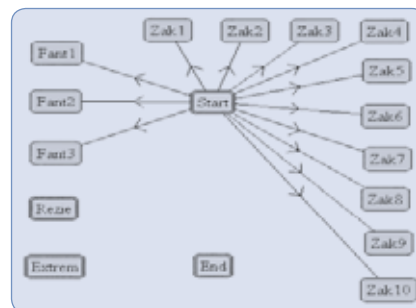 Zak1
Zak2
Zak3
Zak4
Fant1
Zak5
Fant2
Start
Zak6
Fant3
Zak7
Zak8
Rezie
Zak9
Extrem
End
Zak10